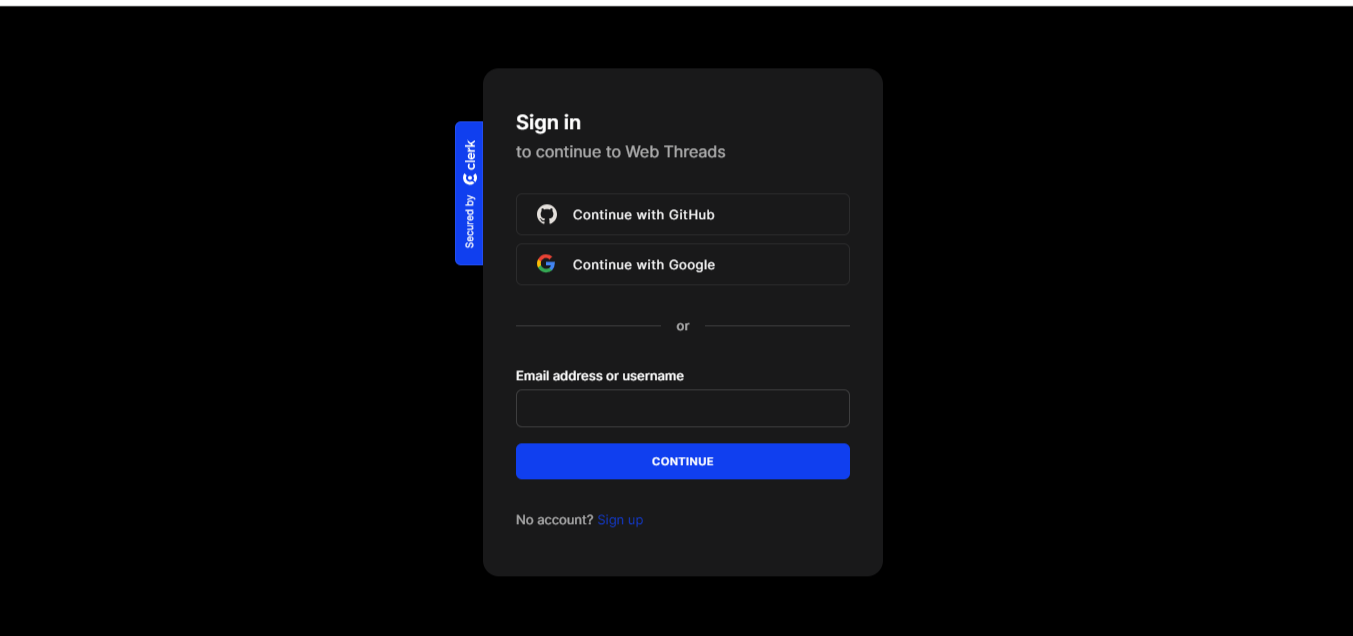 Sign in
to continue to Web Threads
Secured by clerk
Continue with GitHub
Continue with Google
or
Email address or username
CONTINUE
No account? Sign up